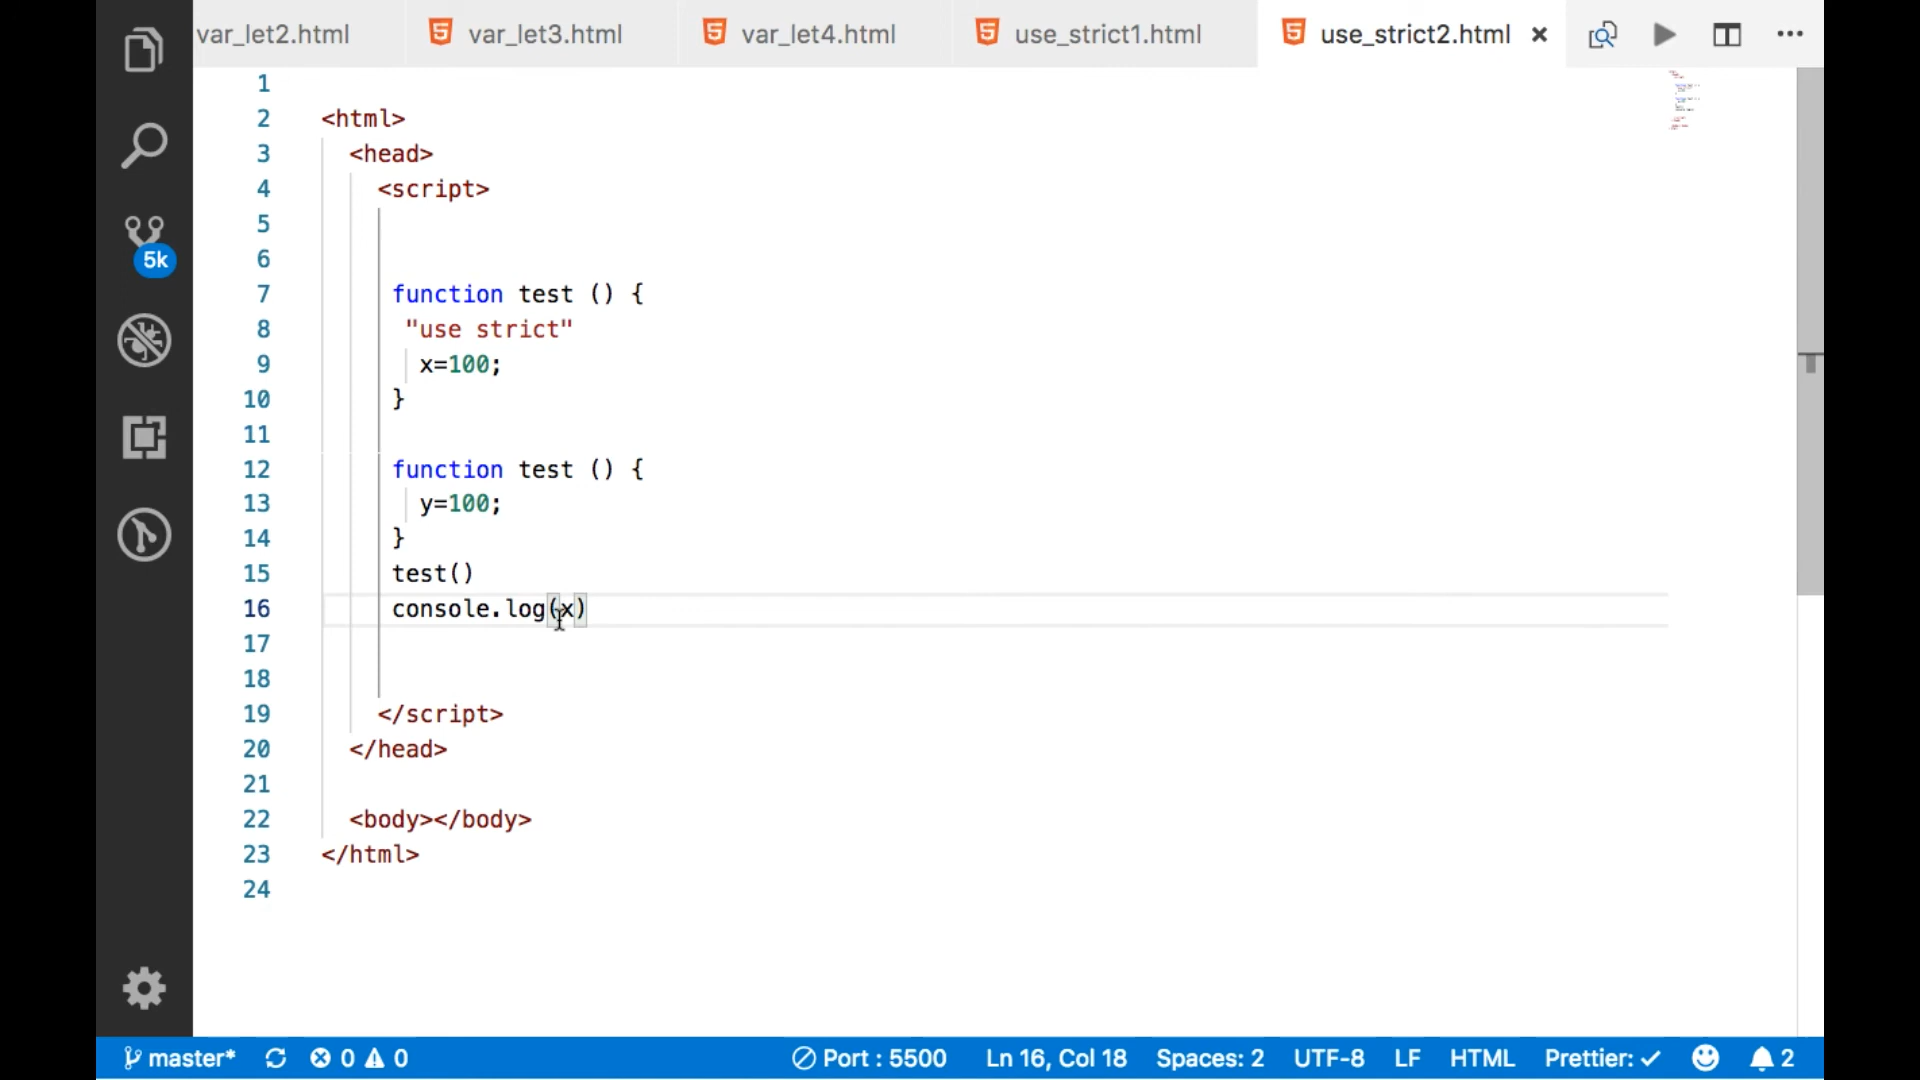 var_let2.html var_let3.html var_let4.html use_strict1.html use_strict2.html
1
2 <html>
3 <head>
4 <script>
5
6
7 function test () {
8 "use strict"
9 x=100;
10 }
11
12 function test () {
13 y=100;
14 }
15 test()
16 console.log(x)
17
18
19 </script>
20 </head>
21
22 <body></body>
23 </html>
24
5k
master* 0 0 Port : 5500 Ln 16, Col 18 Spaces: 2 UTF-8 LF HTML Prettier: ✓ 2